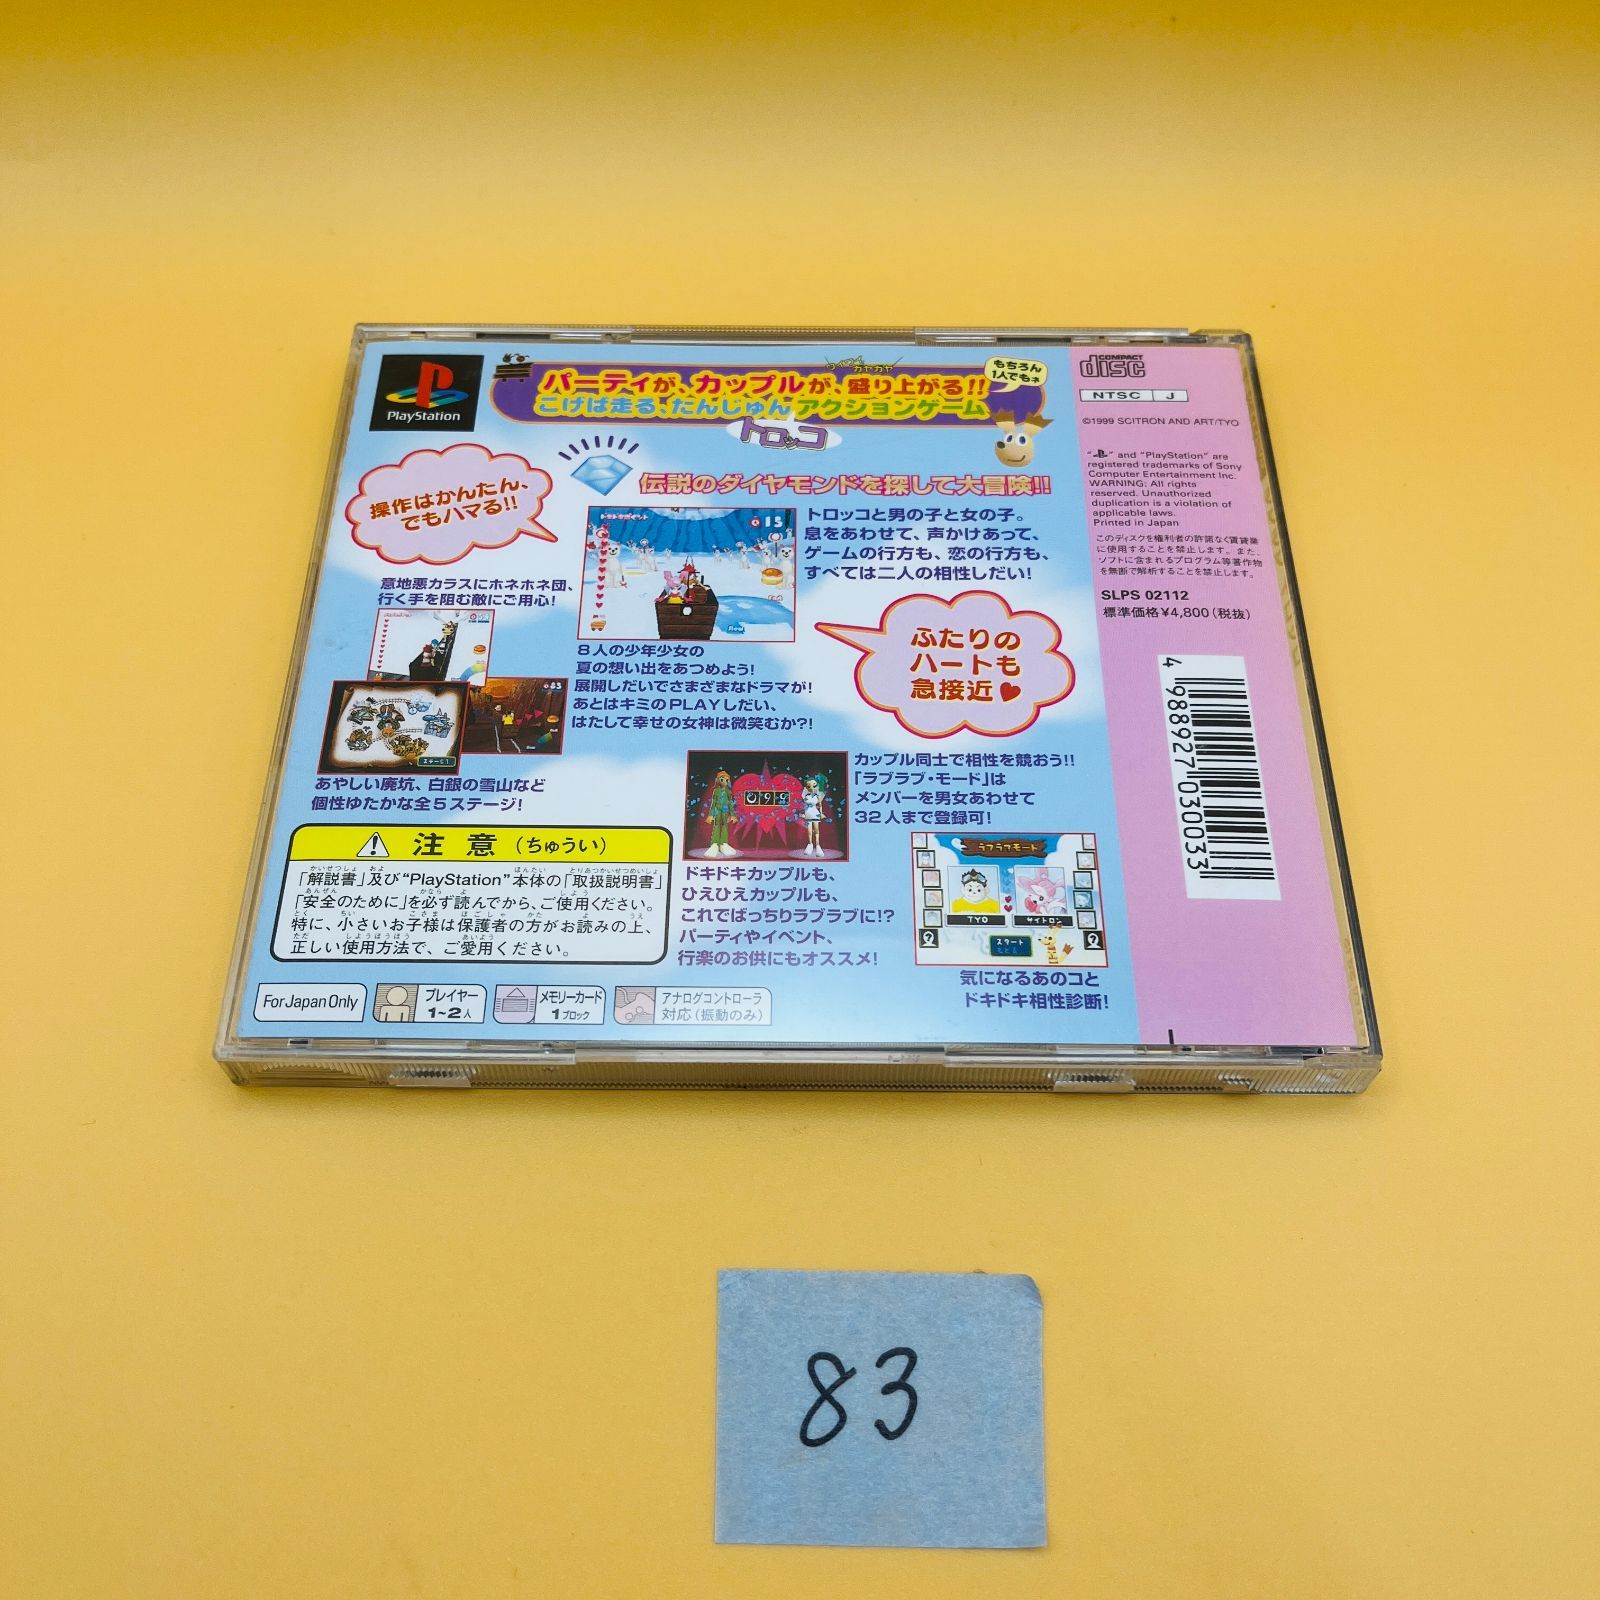 PlayStation
ワイワイ ガヤガヤ
パーティが、カップルが、盛り上がる!!
こげば走る、たんじゅんアクションゲーム
トロッコ
もちろん
1人でもネ
操作はかんたん、
でもハマる!!
伝説のダイヤモンドを探して大冒険!!
トロッコと男の子と女の子。
息をあわせて、声かけあって、
ゲームの行方も、恋の行方も、
すべては二人の相性しだい!
15
意地悪カラスにホネホネ団、
行く手を阻む敵にご用心!
8人の少年少女の
夏の想い出をあつめよう!
展開しだいでさまざまなドラマが!
あとはキミのPLAYしだい、
はたして幸せの女神は微笑むか?!
ふたりの
ハートも
急接近♥
あやしい廃坑、白銀の雪山など
個性ゆたかな全5ステージ!
カップル同士で相性を競おう!!
「ラブラブ・モード」は
メンバーを男女あわせて
32人まで登録可!
ドキドキカップルも、
ひえひえカップルも、
これでばっちりラブラブに!?
パーティやイベント、
行楽のお供にもオススメ!
ラブラブモード
TYO
サイトロン
スタート
気になるあのコと
ドキドキ相性診断!
注意(ちゅうい)
「解説書」及び“PlayStation”本体の「取扱説明書」
「安全のために」を必ず読んでから、ご使用ください。
特に、小さいお子様は保護者の方がお読みの上、
正しい使用方法で、ご愛用ください。
For Japan Only
プレイヤー
1~2人
メモリーカード
1ブロック
アナログコントローラ
対応(振動のみ)
COMPACT
disc
NTSC J
©1999 SCITRON AND ART/TYO
“ ” and “PlayStation” are
registered trademarks of Sony
Computer Entertainment Inc.
WARNING: All rights
reserved. Unauthorized
duplication is a violation of
applicable laws.
Printed in Japan
このディスクを権利者の許諾なく賃貸業
に使用することを禁止します。また、
ソフトに含まれるプログラム等著作物
を無断で解析することを禁止します。
SLPS 02112
標準価格¥4,800(税抜)
4 988927 030033
83